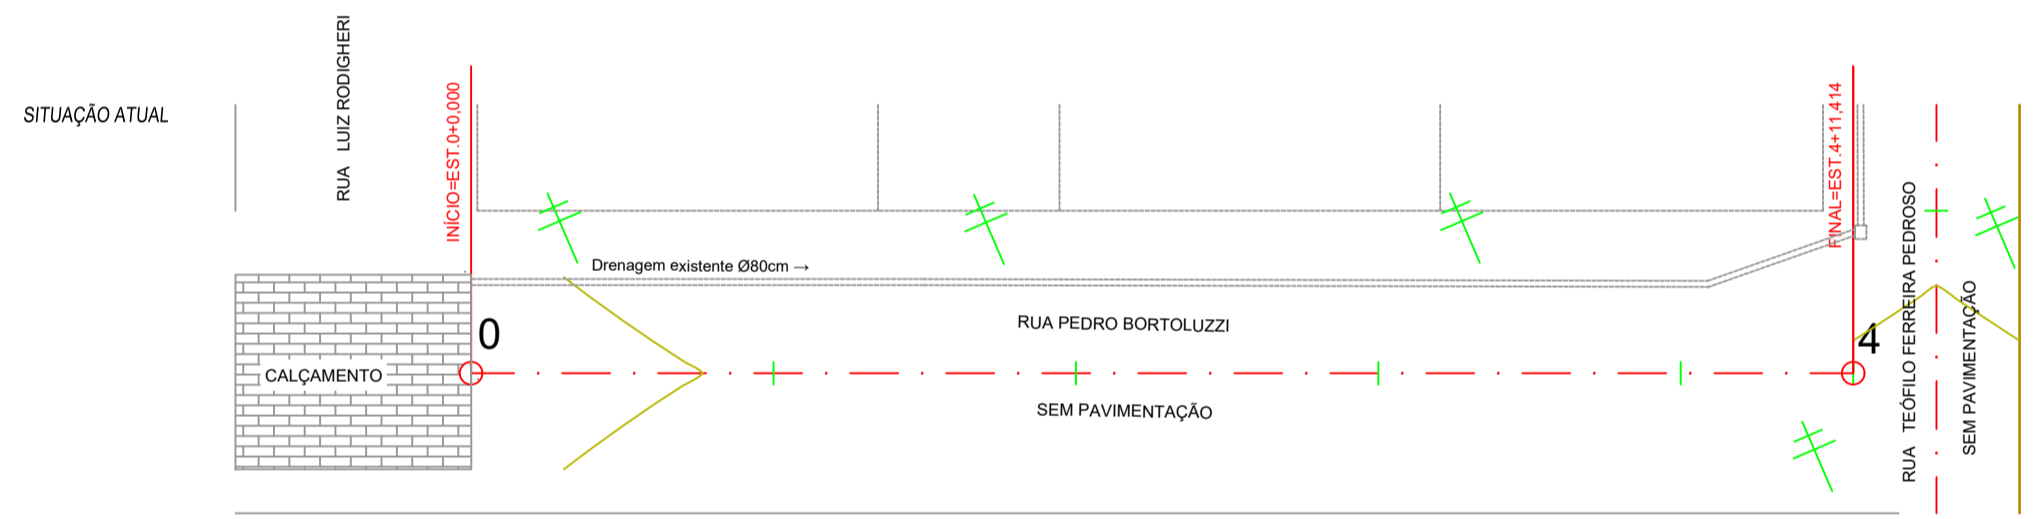 SITUAÇÃO ATUAL
RUA LUIZ RODIGHERI
INÍCIO=EST.0+0,000
FINAL=EST.4+11,414
Drenagem existente Ø80cm →
0
RUA PEDRO BORTOLUZZI
4
CALÇAMENTO
SEM PAVIMENTAÇÃO
RUA TEÓFILO FERREIRA PEDROSO
SEM PAVIMENTAÇÃO